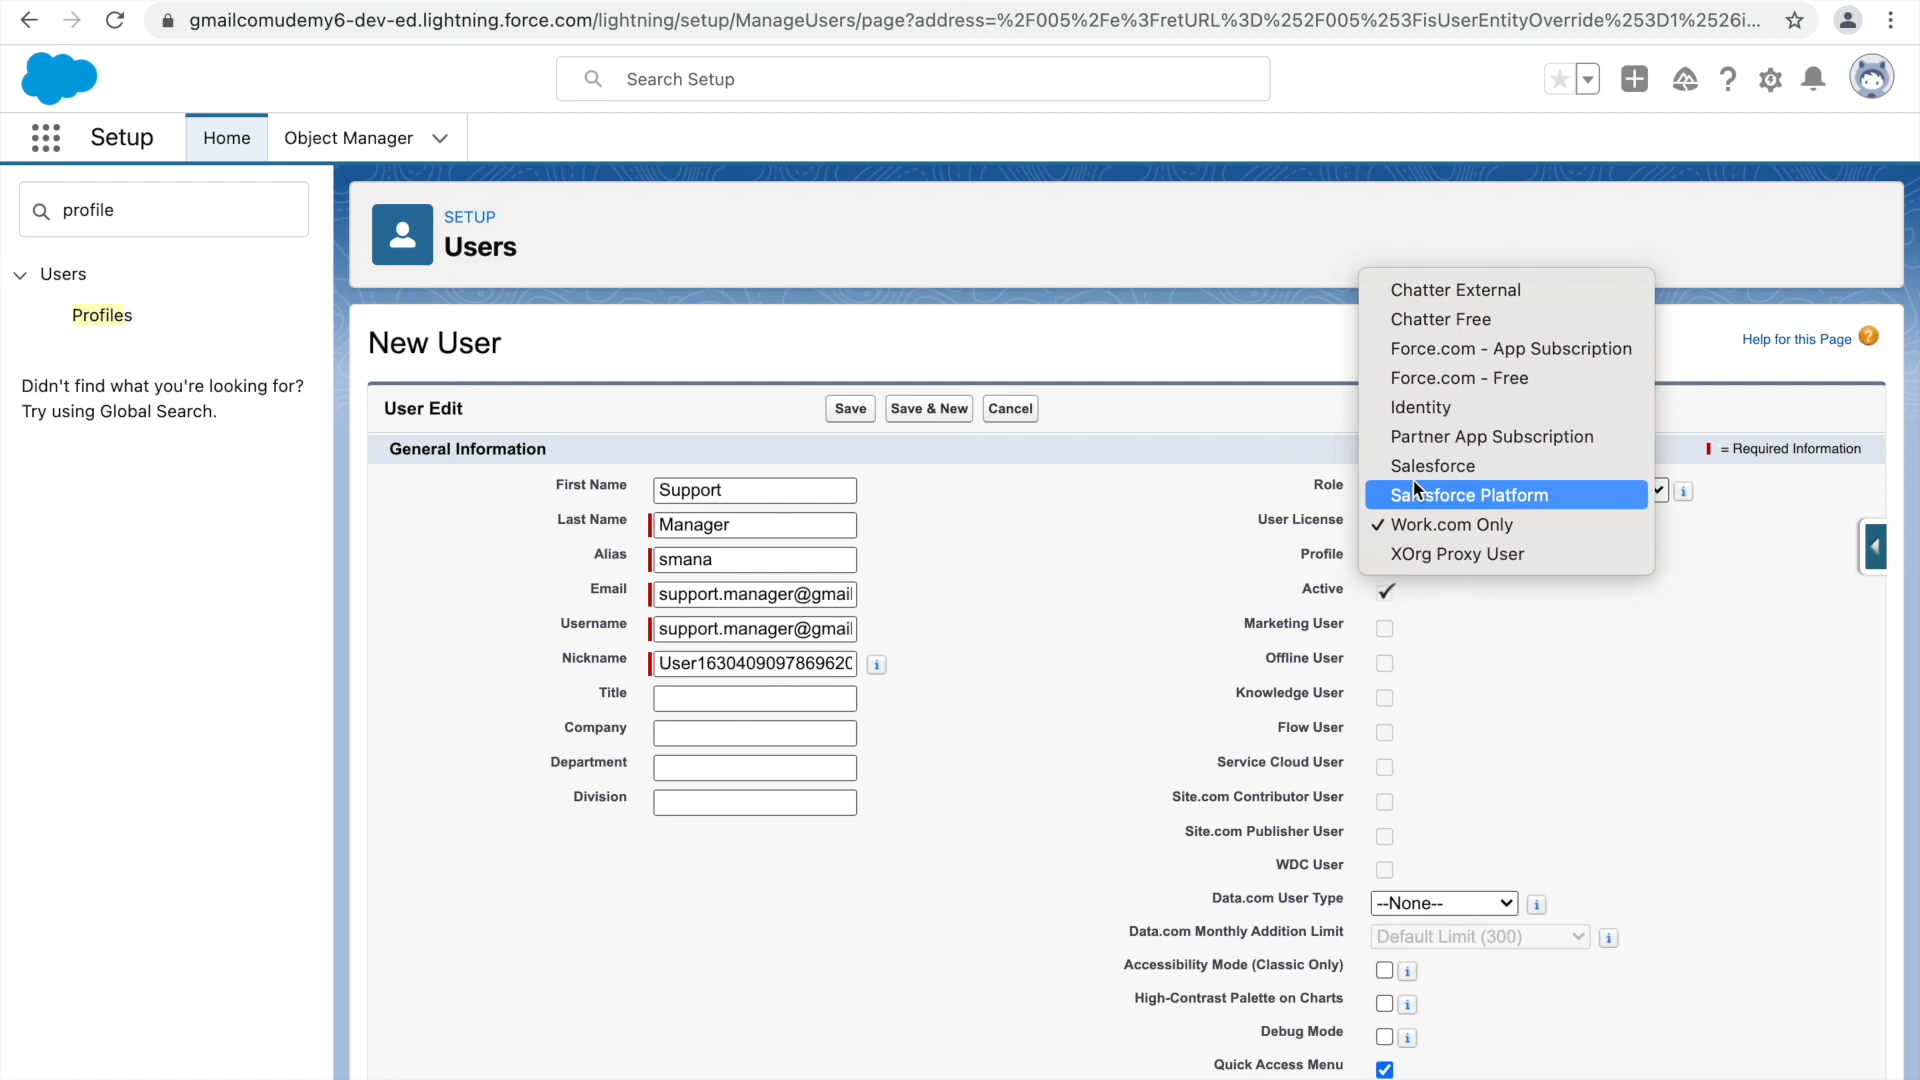 gmailcomudemy6-dev-ed.lightning.force.com/lightning/setup/ManageUsers/page?address=%2F005%2Fe%3FretURL%3D%252F005%253FisUserEntityOverride%253D1%2526i...
Search Setup
Setup
Home
Object Manager
profile
Users
Profiles
Didn't find what you're looking for?
Try using Global Search.
SETUP
Users
New User
Help for this Page
User Edit
Save
Save & New
Cancel
General Information
= Required Information
First Name
Support
Last Name
Manager
Alias
smana
Email
support.manager@gmail
Username
support.manager@gmail
Nickname
User1630409097869620
Title
Company
Department
Division
Role
User License
Profile
Active
Marketing User
Offline User
Knowledge User
Flow User
Service Cloud User
Site.com Contributor User
Site.com Publisher User
WDC User
Data.com User Type
--None--
Data.com Monthly Addition Limit
Default Limit (300)
Accessibility Mode (Classic Only)
High-Contrast Palette on Charts
Debug Mode
Quick Access Menu
Chatter External
Chatter Free
Force.com - App Subscription
Force.com - Free
Identity
Partner App Subscription
Salesforce
Salesforce Platform
Work.com Only
XOrg Proxy User